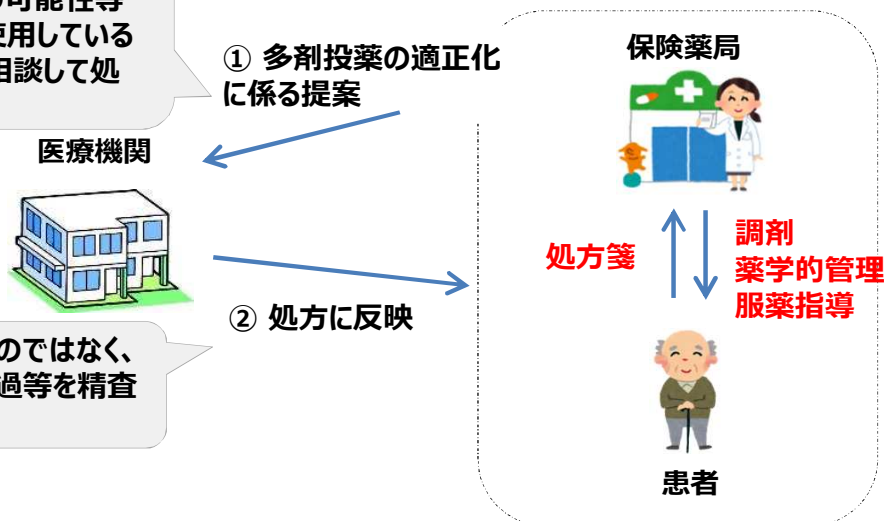 可能性等
使用している
相談して処
① 多剤投薬の適正化
に係る提案
保険薬局
医療機関
処方箋
調剤
薬学的管理
服薬指導
② 処方に反映
のではなく、
過等を精査
患者